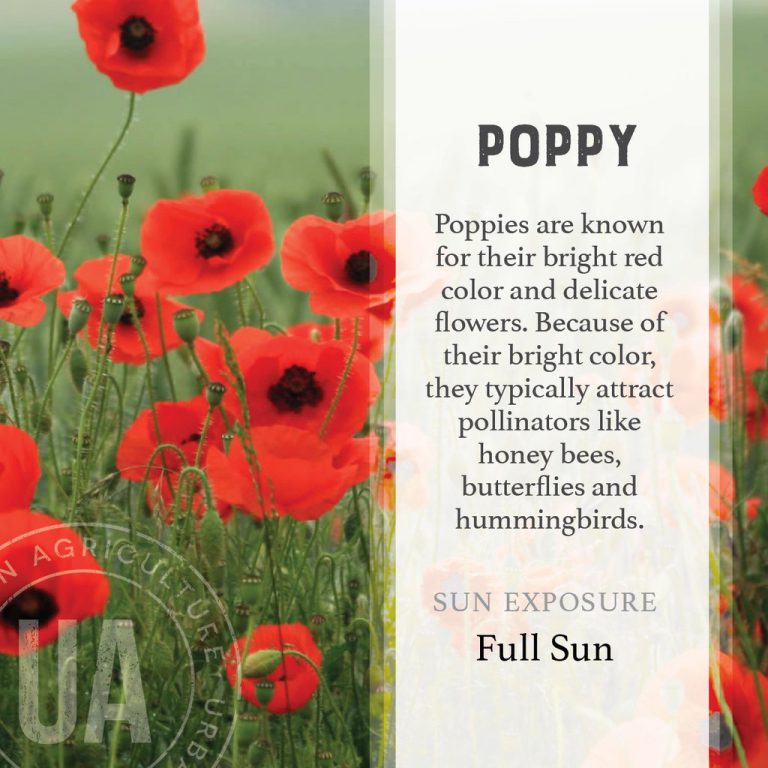 POPPY
Poppies are known
for their bright red
color and delicate
flowers. Because of
their bright color,
they typically attract
pollinators like
honey bees,
butterflies and
hummingbirds.
SUN EXPOSURE
Full Sun
AGRICULTURE
UA